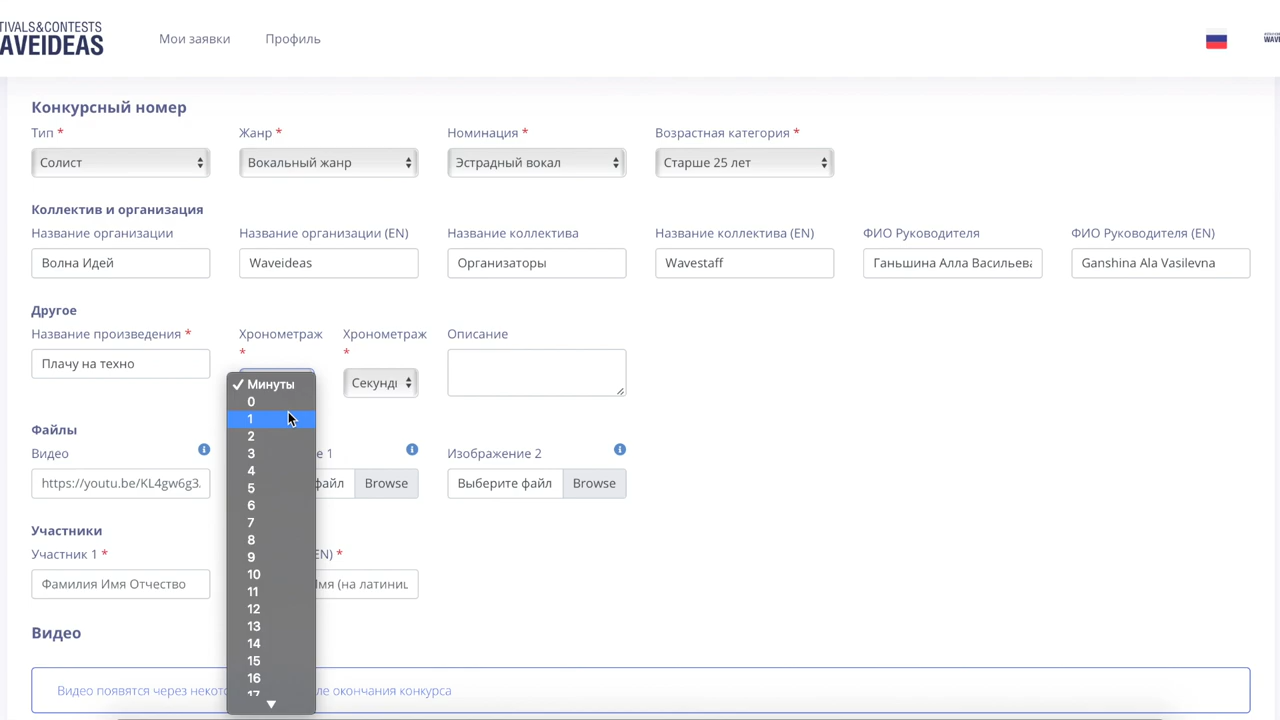 TIVALS&CONTESTS
AVEIDEAS
Мои заявки Профиль
WAVE
Конкурсный номер
Тип * Жанр * Номинация * Возрастная категория *
Солист Вокальный жанр Эстрадный вокал Старше 25 лет
Коллектив и организация
Название организации Название организации (EN) Название коллектива Название коллектива (EN) ФИО Руководителя ФИО Руководителя (EN)
Волна Идей Waveideas Организаторы Wavestaff Ганьшина Алла Васильева Ganshina Ala Vasilevna
Другое
Название произведения * Хронометраж * Хронометраж * Описание
Плачу на техно Секунды
Минуты
0
1
2
3
4
5
6
7
8
9
10
11
12
13
14
15
16
17
Файлы
Видео е 1 Изображение 2
https://youtu.be/KL4gw6g3. файл Browse Выберите файл Browse
Участники
Участник 1 * EN) *
Фамилия Имя Отчество Имя (на латиниц
Видео
Видео появятся через некот ле окончания конкурса